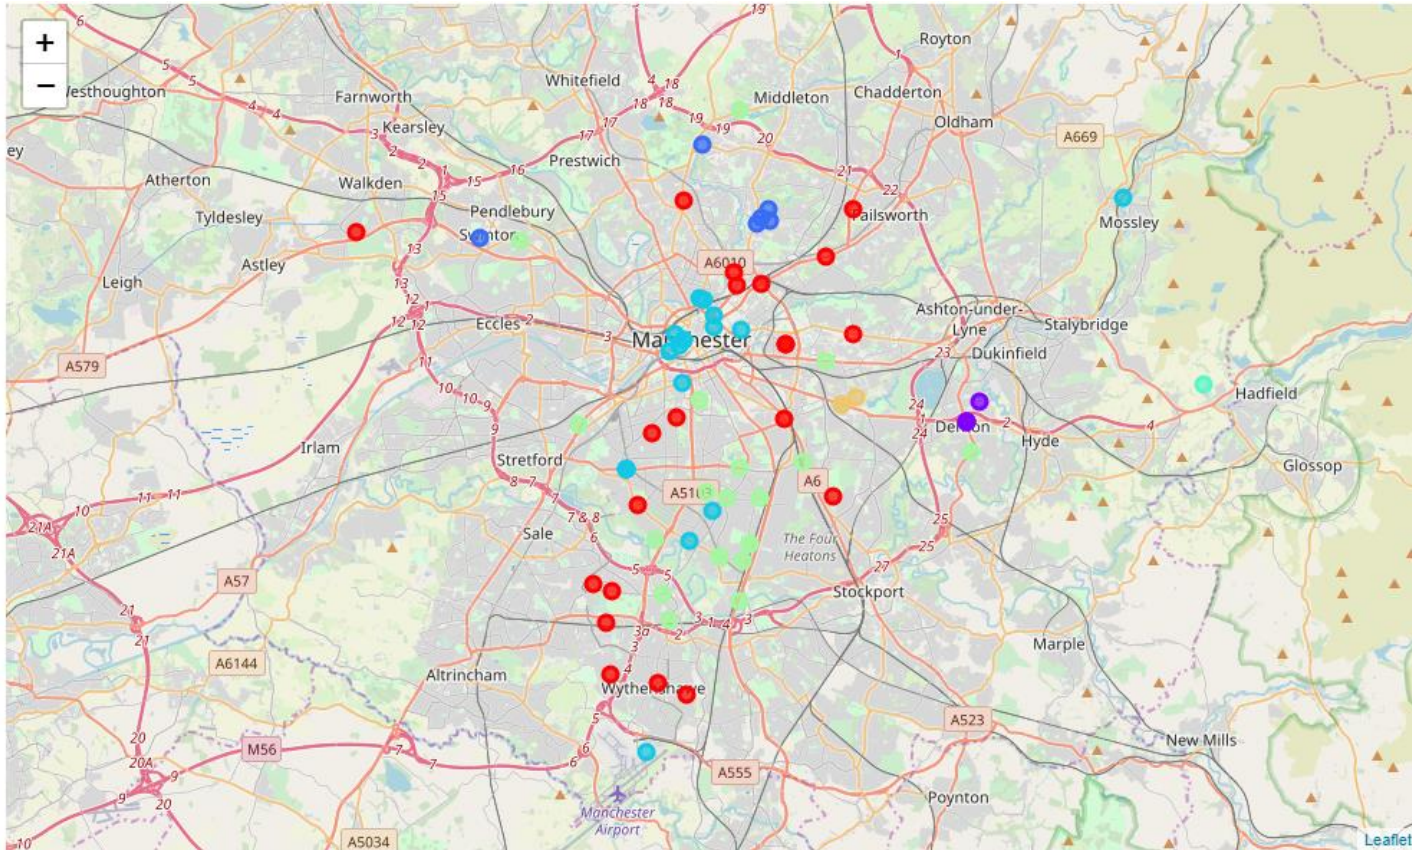 +
−
Royton
Whitefield
Middleton
Chadderton
Farnworth
Oldham
Kearsley
A669
Prestwich
Atherton
Walkden
Tyldesley
Pendlebury
Mossley
Astley
A6010
Leigh
Eccles
Ashton-under-
Lyne
Stalybridge
Manchester
Dukinfield
A579
Hadfield
Hyde
Irlam
Stretford
Glossop
A6
Sale
The Four
Heatons
A57
Stockport
Marple
A6144
Altrincham
A523
New Mills
M56
A555
Poynton
Manchester
Airport
A5034
Leaflet